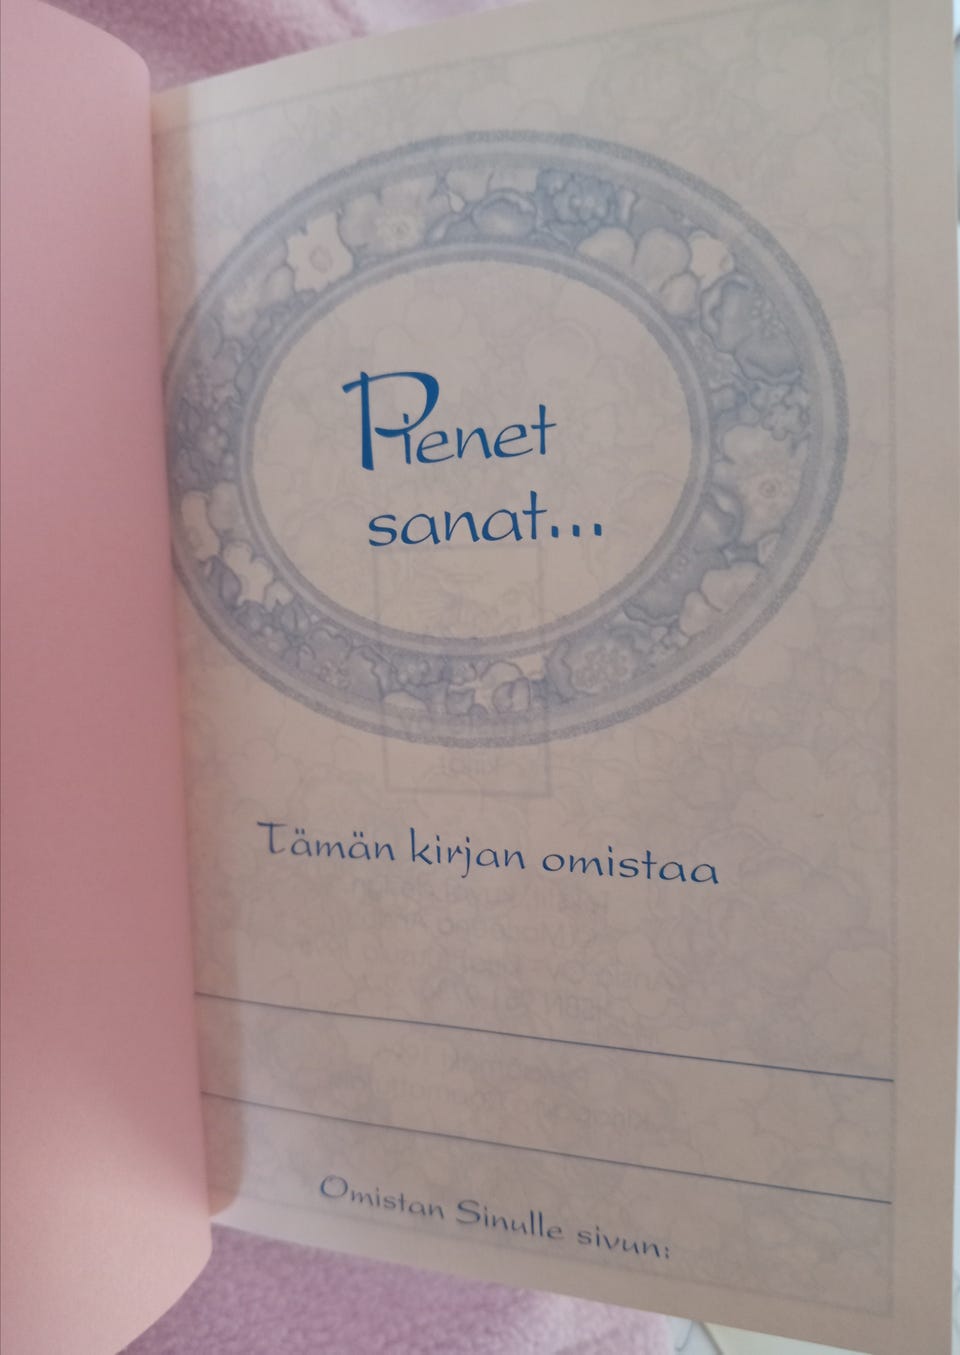 Pienet
sanat...
Tämän kirjan omistaa
Omistan Sinulle sivun: